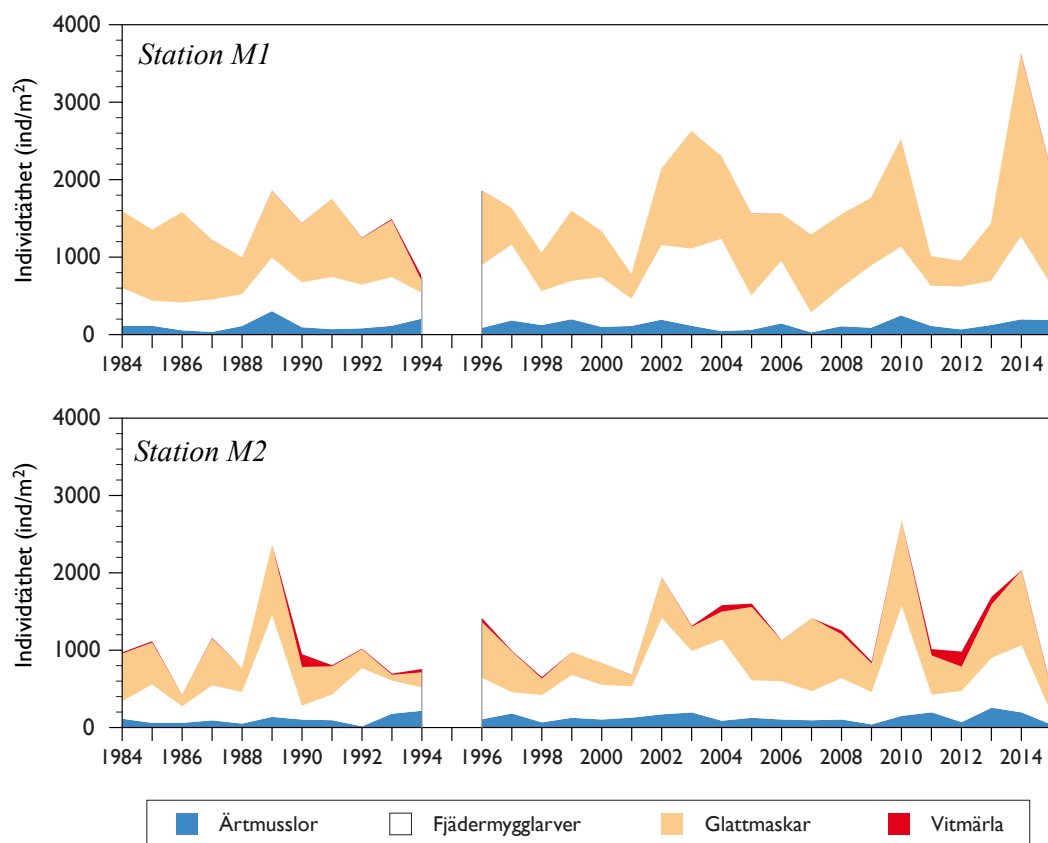 4000
3000
2000
1000
0
Individtäthet (ind/m²)
Station M1
1984 1986 1988 1990 1992 1994 1996 1998 2000 2002 2004 2006 2008 2010 2012 2014
4000
3000
2000
1000
0
Individtäthet (ind/m²)
Station M2
1984 1986 1988 1990 1992 1994 1996 1998 2000 2002 2004 2006 2008 2010 2012 2014
Ärtmusslor Fjädermygglarver Glattmaskar Vitmärla